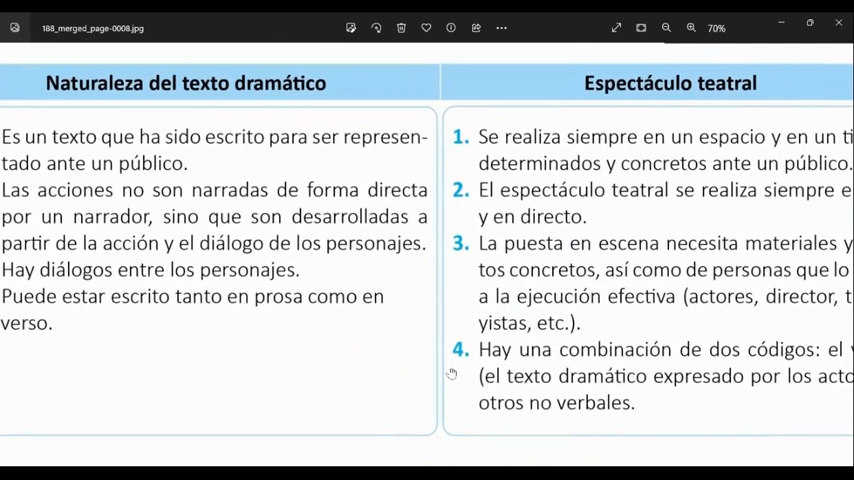 188_merged_page-0008.jpg
70%
Naturaleza del texto dramático
Espectáculo teatral
Es un texto que ha sido escrito para ser represen-
tado ante un público.
Las acciones no son narradas de forma directa
por un narrador, sino que son desarrolladas a
partir de la acción y el diálogo de los personajes.
Hay diálogos entre los personajes.
Puede estar escrito tanto en prosa como en
verso.
1. Se realiza siempre en un espacio y en un ti
determinados y concretos ante un público.
2. El espectáculo teatral se realiza siempre e
y en directo.
3. La puesta en escena necesita materiales y
tos concretos, así como de personas que lo
a la ejecución efectiva (actores, director, t
yistas, etc.).
4. Hay una combinación de dos códigos: el v
(el texto dramático expresado por los acto
otros no verbales.